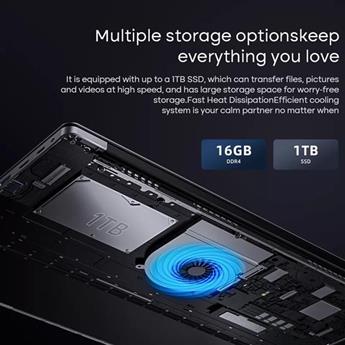 Multiple storage optionskeep
everything you love
It is equipped with up to a 1TB SSD, which can transfer files, pictures
and videos at high speed, and has large storage space for worry-free
storage.Fast Heat DissipationEfficient cooling
system is your calm partner no matter when
16GB
DDR4
1TB
SSD
1TB